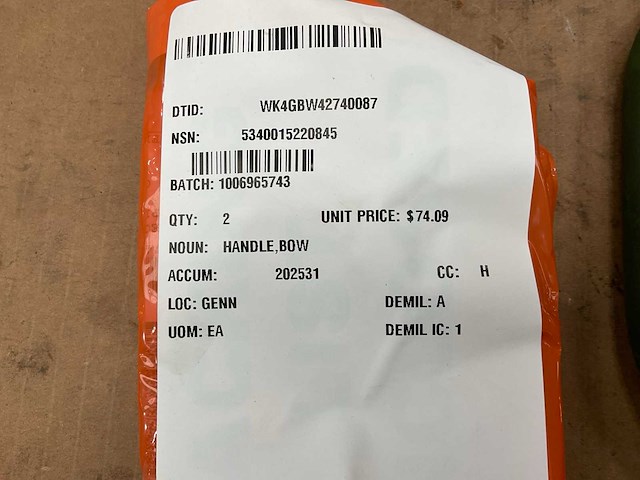 DTID: WK4GBW42740087
NSN: 5340015220845
BATCH: 1006965743
QTY: 2 UNIT PRICE: $74.09
NOUN: HANDLE,BOW
ACCUM: 202531 CC: H
LOC: GENN DEMIL: A
UOM: EA DEMIL IC: 1